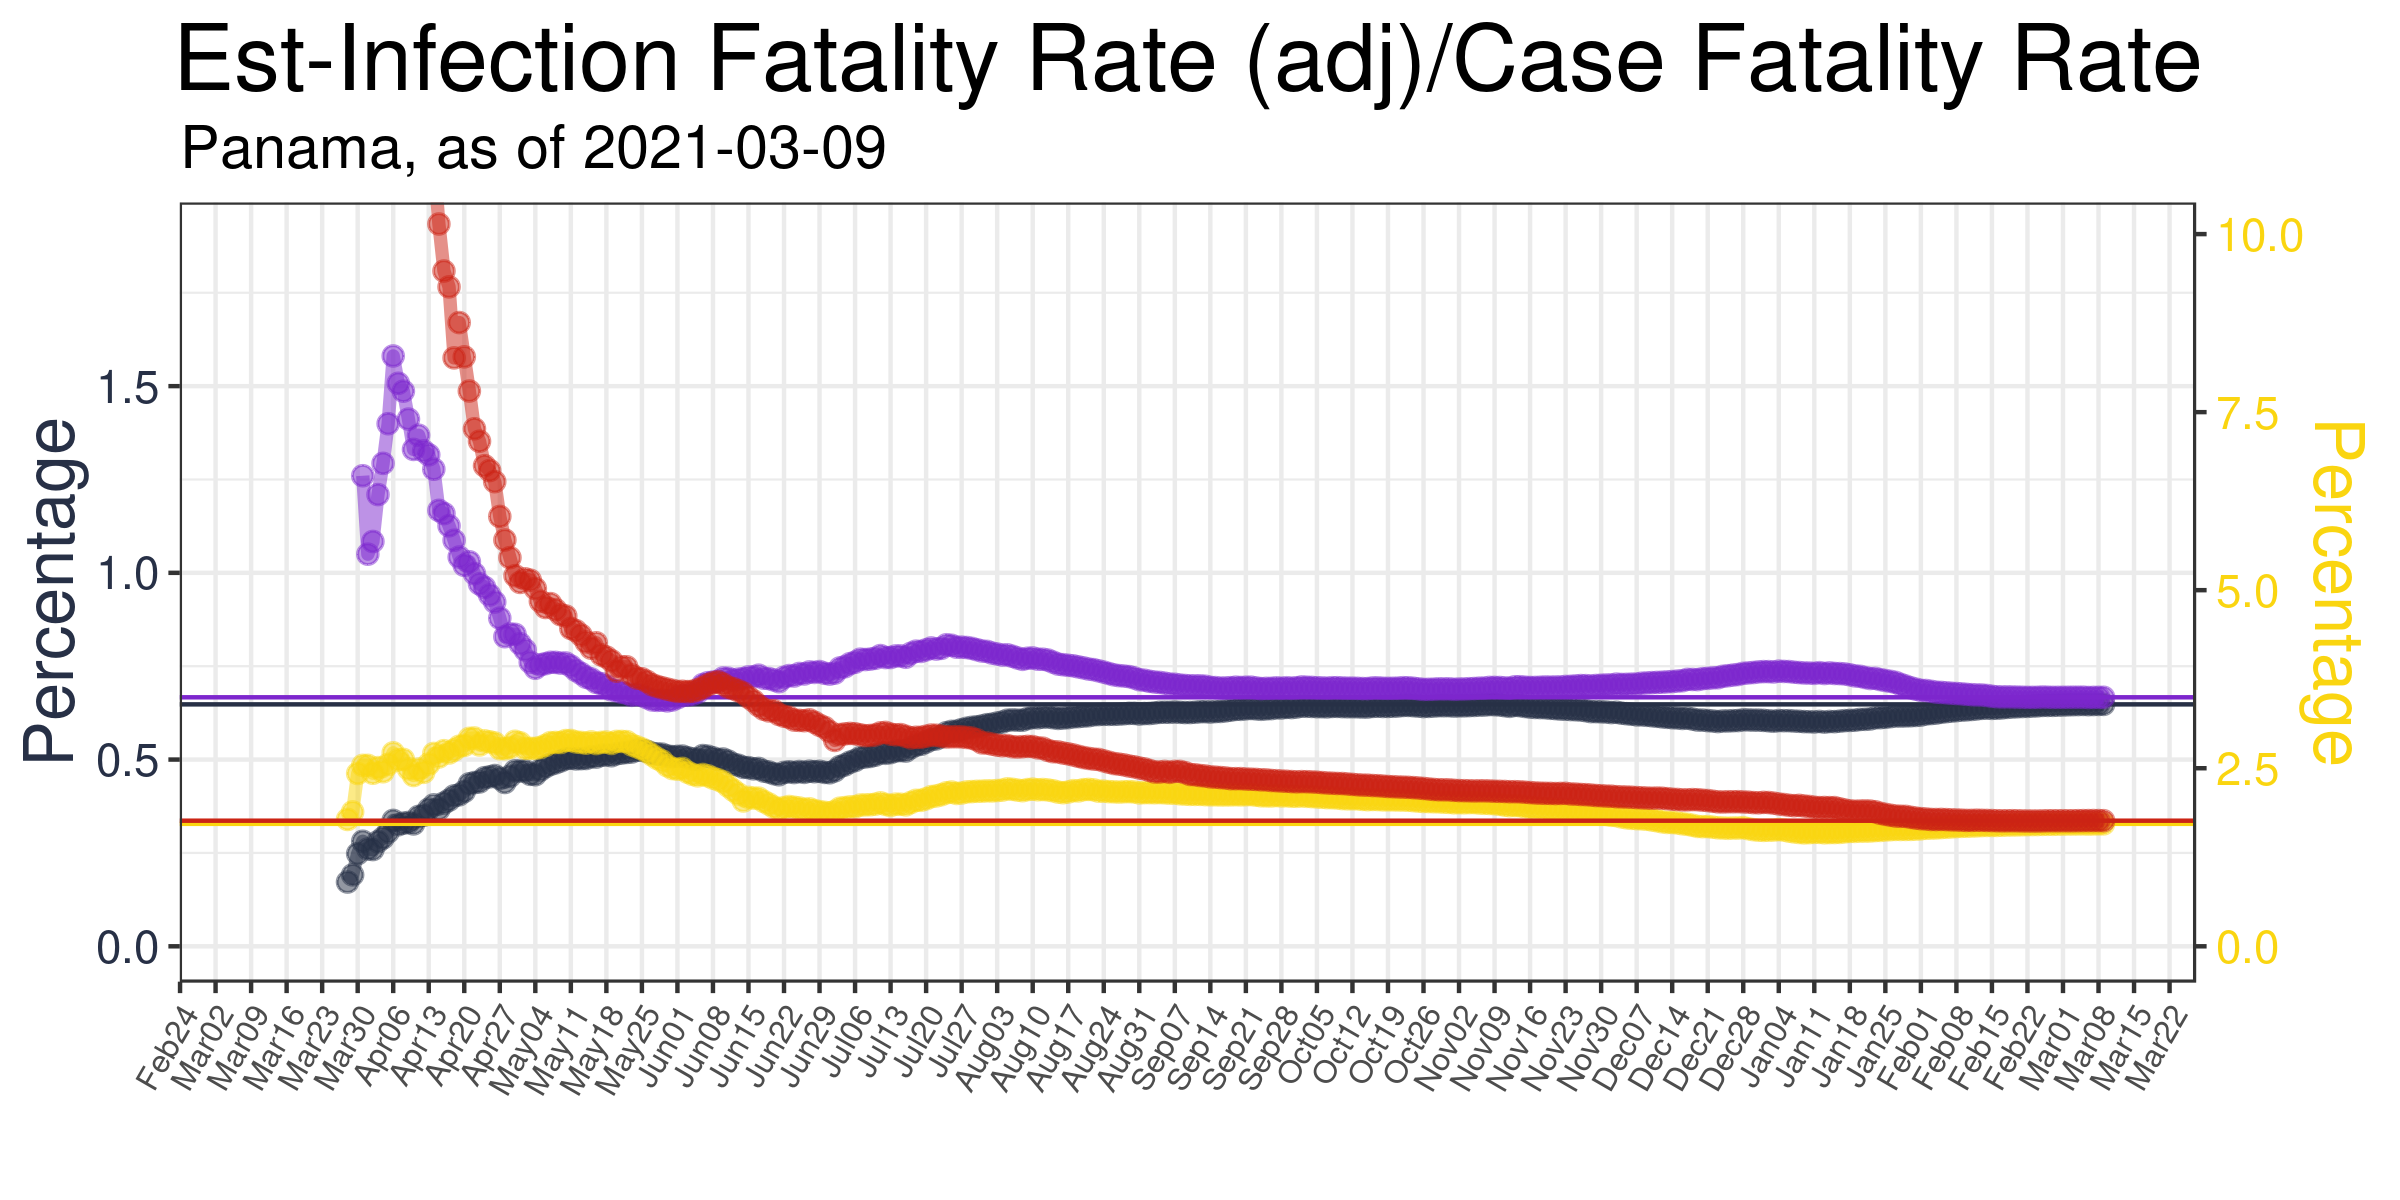 Est-Infection Fatality Rate (adj)/Case Fatality Rate
Panama, as of 2021-03-09
Percentage
1.5
1.0
0.5
0.0
10.0
7.5
5.0
2.5
0.0
Percentage
Feb24
Mar02
Mar09
Mar16
Mar23
Mar30
Apr06
Apr13
Apr20
Apr27
May04
May11
May18
May25
Jun01
Jun08
Jun15
Jun22
Jun29
Jul06
Jul13
Jul20
Jul27
Aug03
Aug10
Aug17
Aug24
Aug31
Sep07
Sep14
Sep21
Sep28
Oct05
Oct12
Oct19
Oct26
Nov02
Nov09
Nov16
Nov23
Nov30
Dec07
Dec14
Dec21
Dec28
Jan04
Jan11
Jan18
Jan25
Feb01
Feb08
Feb15
Feb22
Mar01
Mar08
Mar15
Mar22